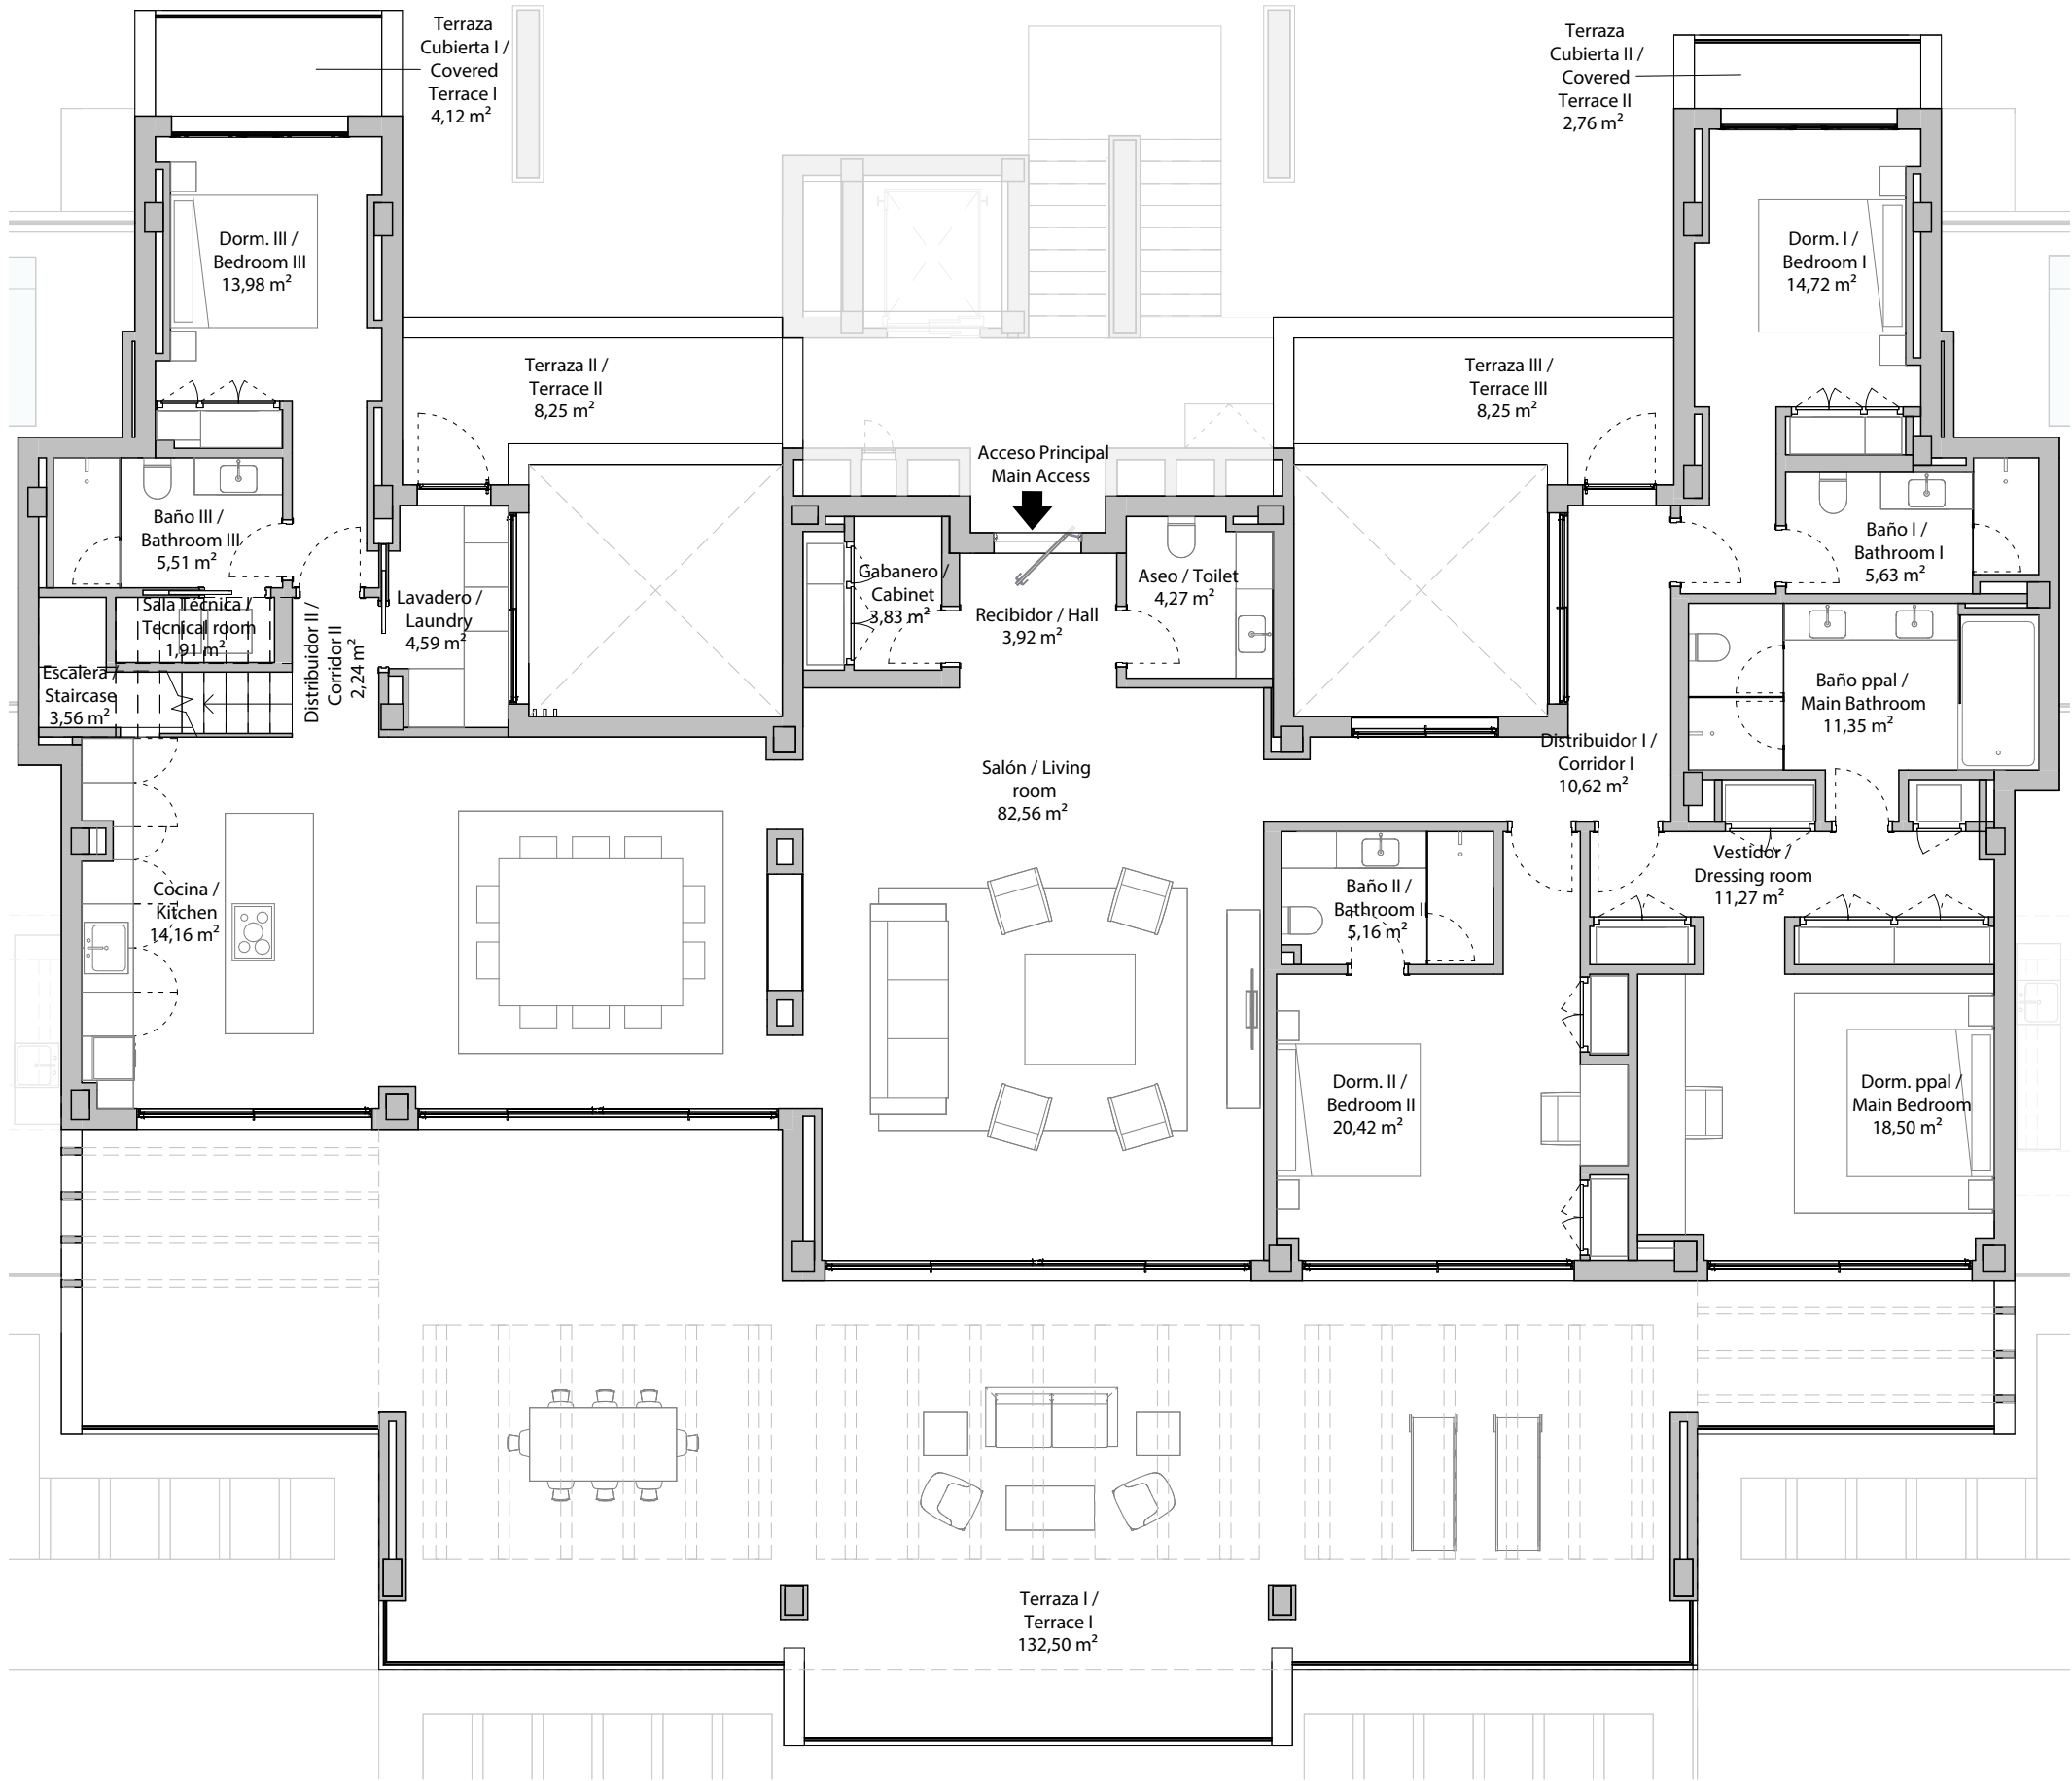 Terraza
Cubierta I /
Covered
Terrace I
4,12 m²
Terraza
Cubierta II /
Covered
Terrace II
2,76 m²
Dorm. III /
Bedroom III
13,98 m²
Dorm. I /
Bedroom I
14,72 m²
Terraza II /
Terrace II
8,25 m²
Terraza III /
Terrace III
8,25 m²
Acceso Principal
Main Access
Baño III /
Bathroom III
5,51 m²
Baño I /
Bathroom I
5,63 m²
Gabanero /
Cabinet
3,83 m²
Aseo / Toilet
4,27 m²
Recibidor / Hall
3,92 m²
Lavadero /
Laundry
4,59 m²
Sala Técnica /
Tecnical room
1,91 m²
Distribuidor II /
Corridor II
2,24 m²
Escalera /
Staircase
3,56 m²
Baño ppal /
Main Bathroom
11,35 m²
Distribuidor I /
Corridor I
10,62 m²
Salón / Living
room
82,56 m²
Vestidor /
Dressing room
11,27 m²
Cocina /
Kitchen
14,16 m²
Baño II /
Bathroom II
5,16 m²
Dorm. II /
Bedroom II
20,42 m²
Dorm. ppal /
Main Bedroom
18,50 m²
Terraza I /
Terrace I
132,50 m²